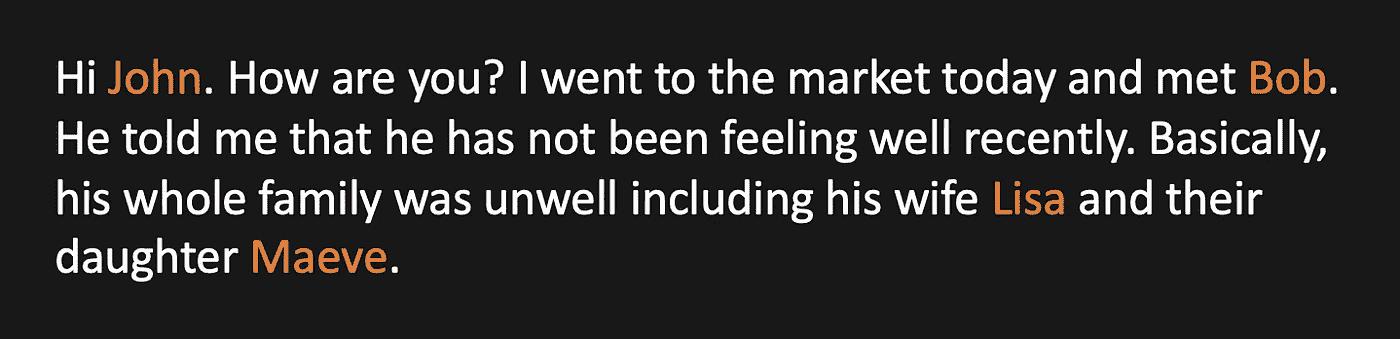 Hi John. How are you? I went to the market today and met Bob.
He told me that he has not been feeling well recently. Basically,
his whole family was unwell including his wife Lisa and their
daughter Maeve.